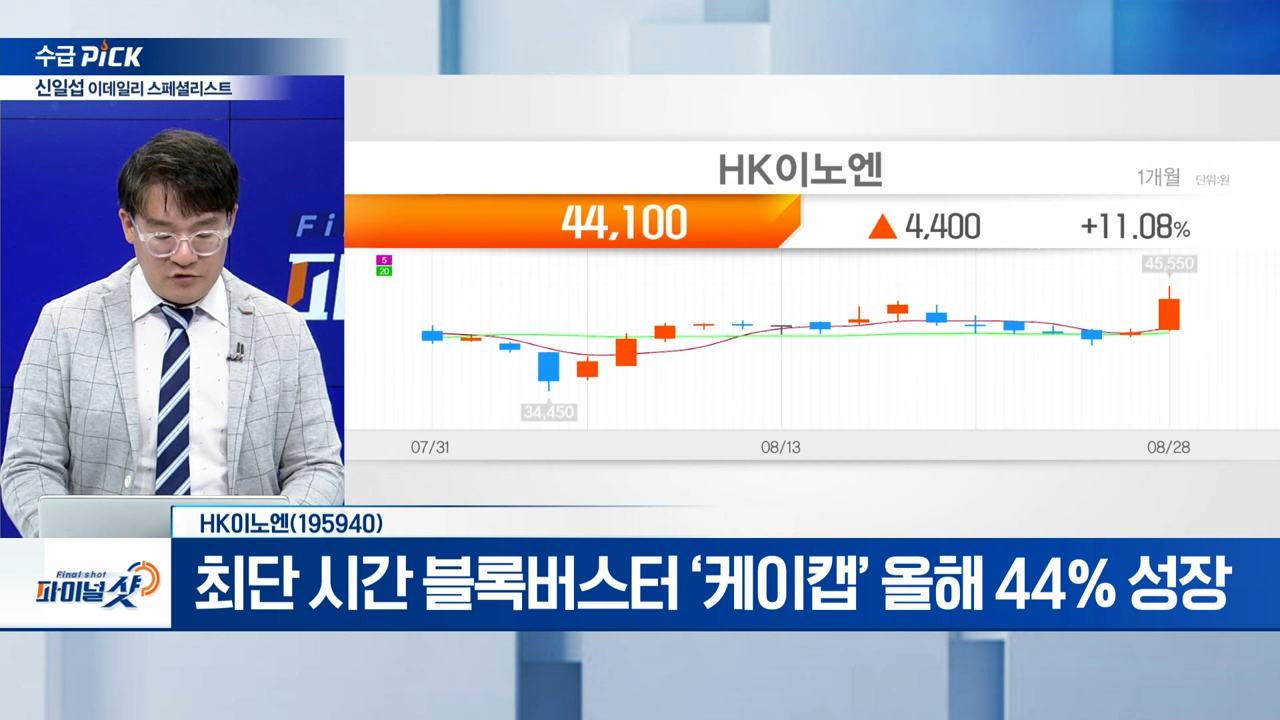 수급 PiCK
신일섭 이데일리 스페셜리스트
Fi
파
HK이노엔
1개월 단위:원
44,100 ▲ 4,400 +11.08%
5
20
45,550
34,450
07/31 08/13 08/28
HK이노엔(195940)
Final shot
파이널샷
최단 시간 블록버스터 ‘케이캡’ 올해 44% 성장